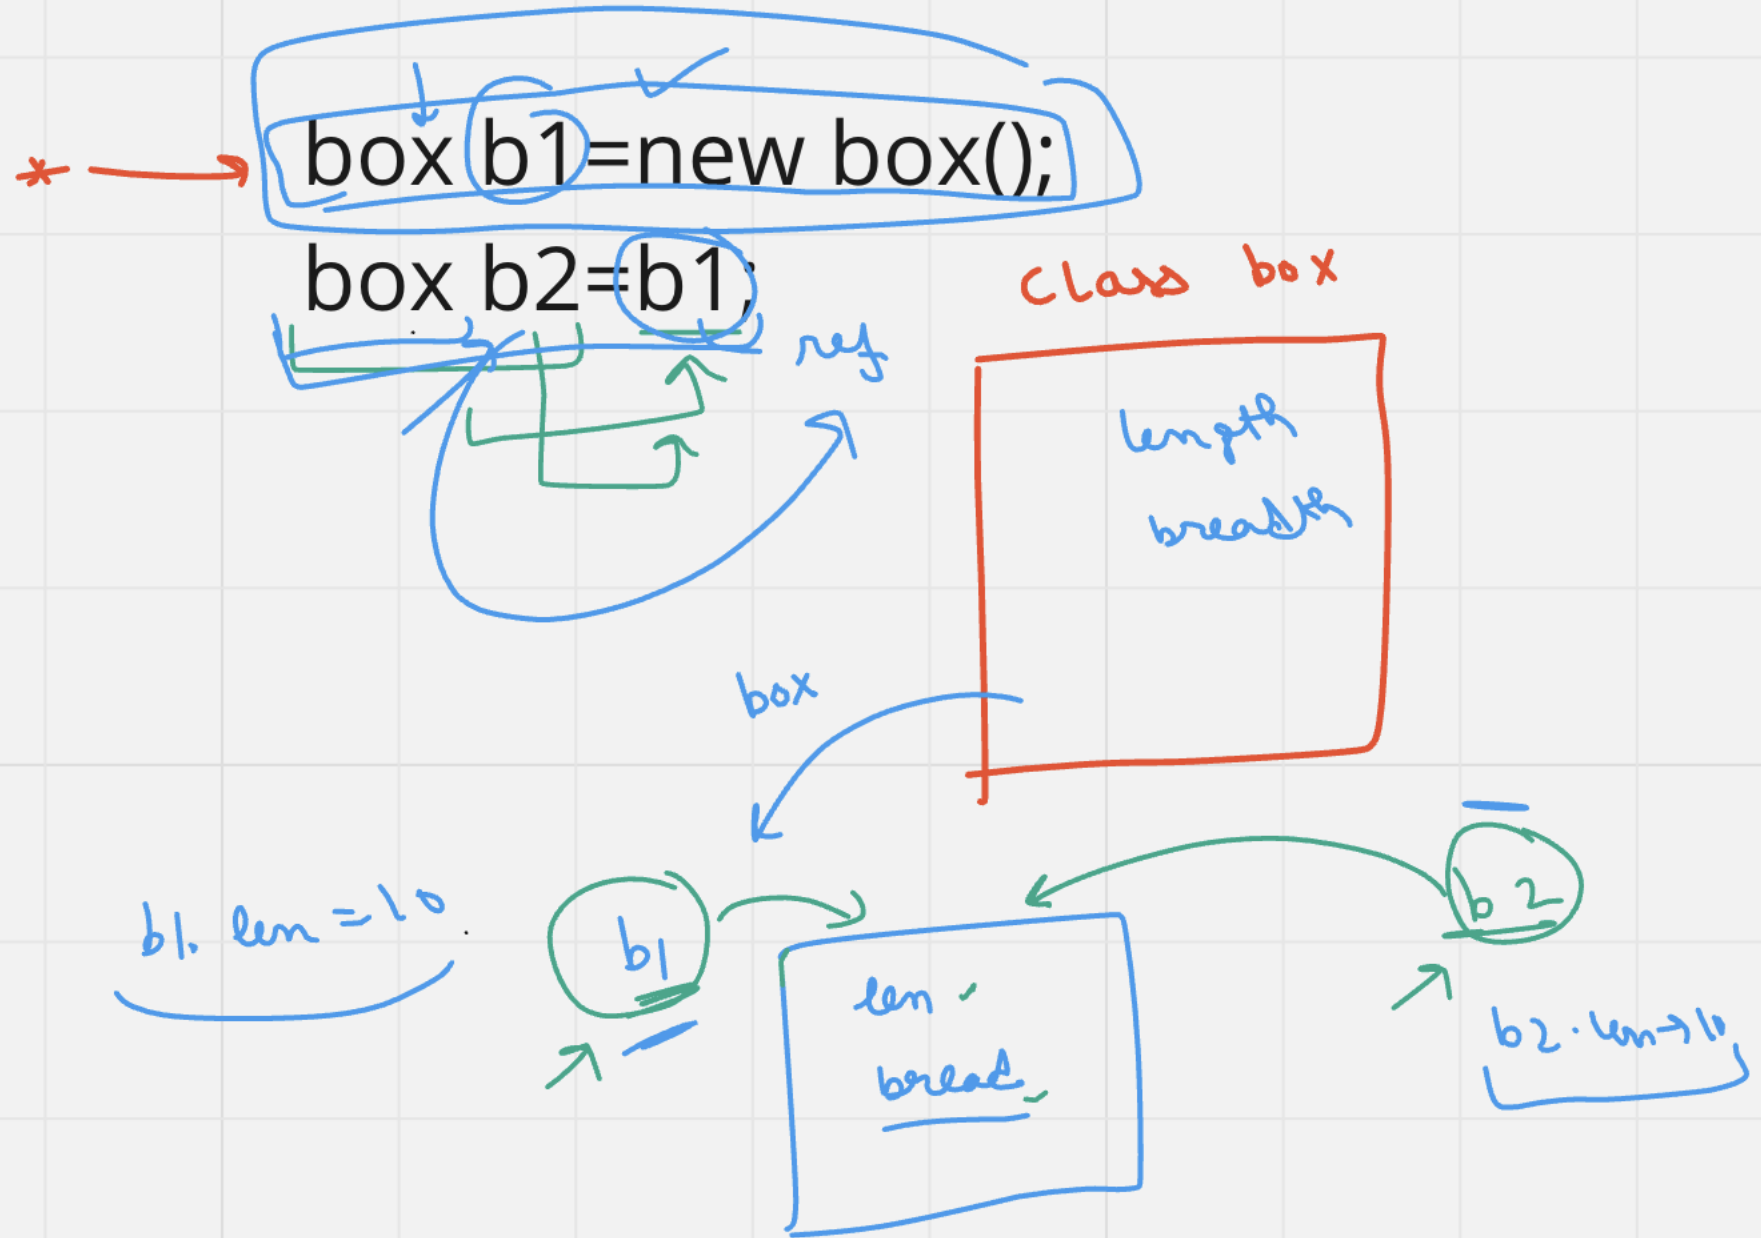 box b1=new box();
box b2=b1;
ref
class box
length
breadth
box
b1. len = 10
b1
b2
len
bread
b2. len → 10